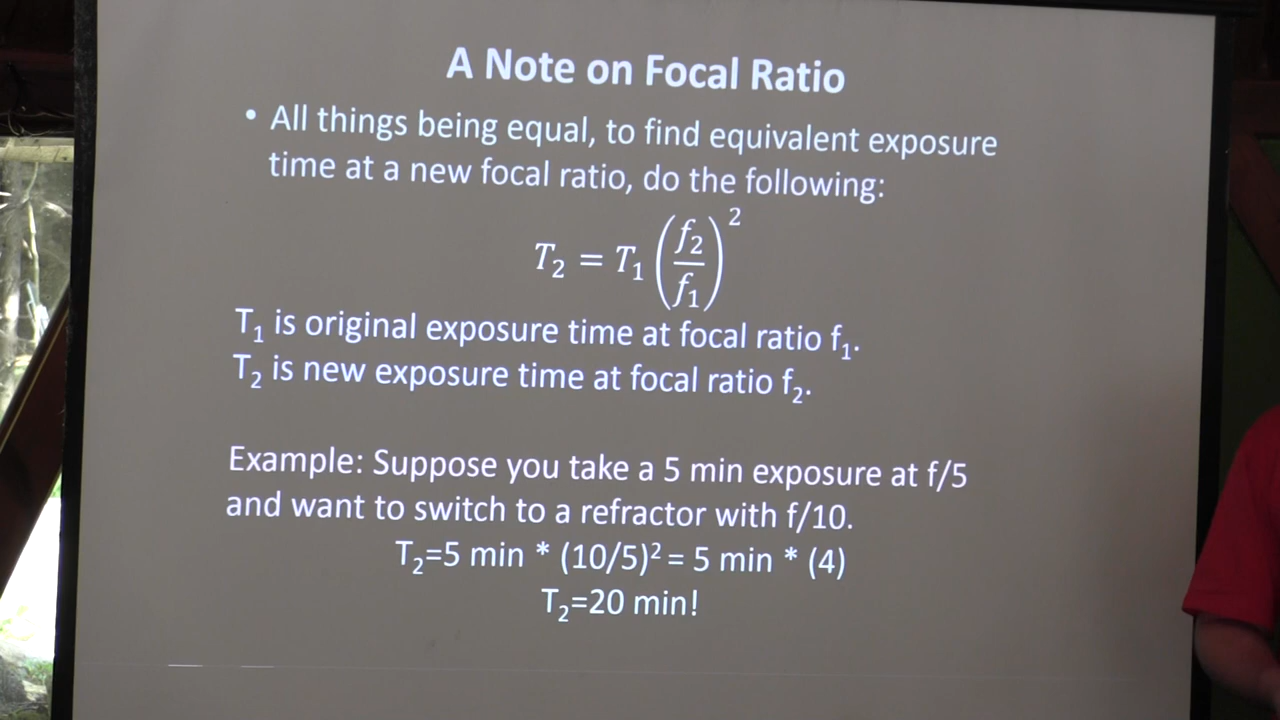 A Note on Focal Ratio
• All things being equal, to find equivalent exposure
time at a new focal ratio, do the following:
T₂ = T₁ (f₂/f₁)²
T₁ is original exposure time at focal ratio f₁.
T₂ is new exposure time at focal ratio f₂.
Example: Suppose you take a 5 min exposure at f/5
and want to switch to a refractor with f/10.
T₂=5 min * (10/5)² = 5 min * (4)
T₂=20 min!